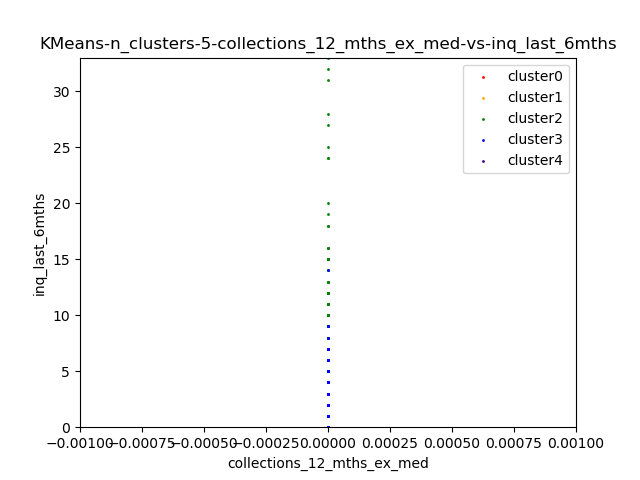 KMeans-n_clusters-5-collections_12_mths_ex_med-vs-inq_last_6mths
cluster0
cluster1
cluster2
cluster3
cluster4
30
25
20
15
10
5
0
inq_last_6mths
−0.00100 −0.00075 −0.00050 −0.00025 0.00000 0.00025 0.00050 0.00075 0.00100
collections_12_mths_ex_med